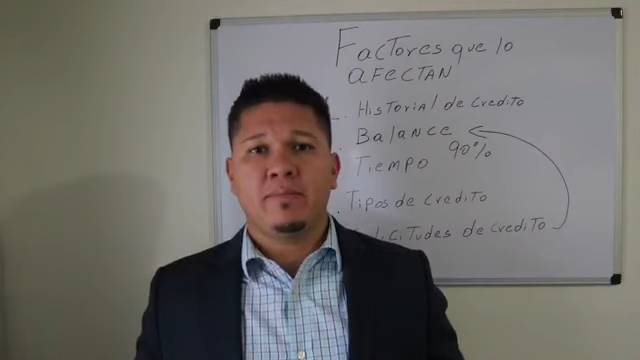 Factores que lo
afectan
Historial de credito
Balance
90%
Tiempo
Tipos de credito
de credito